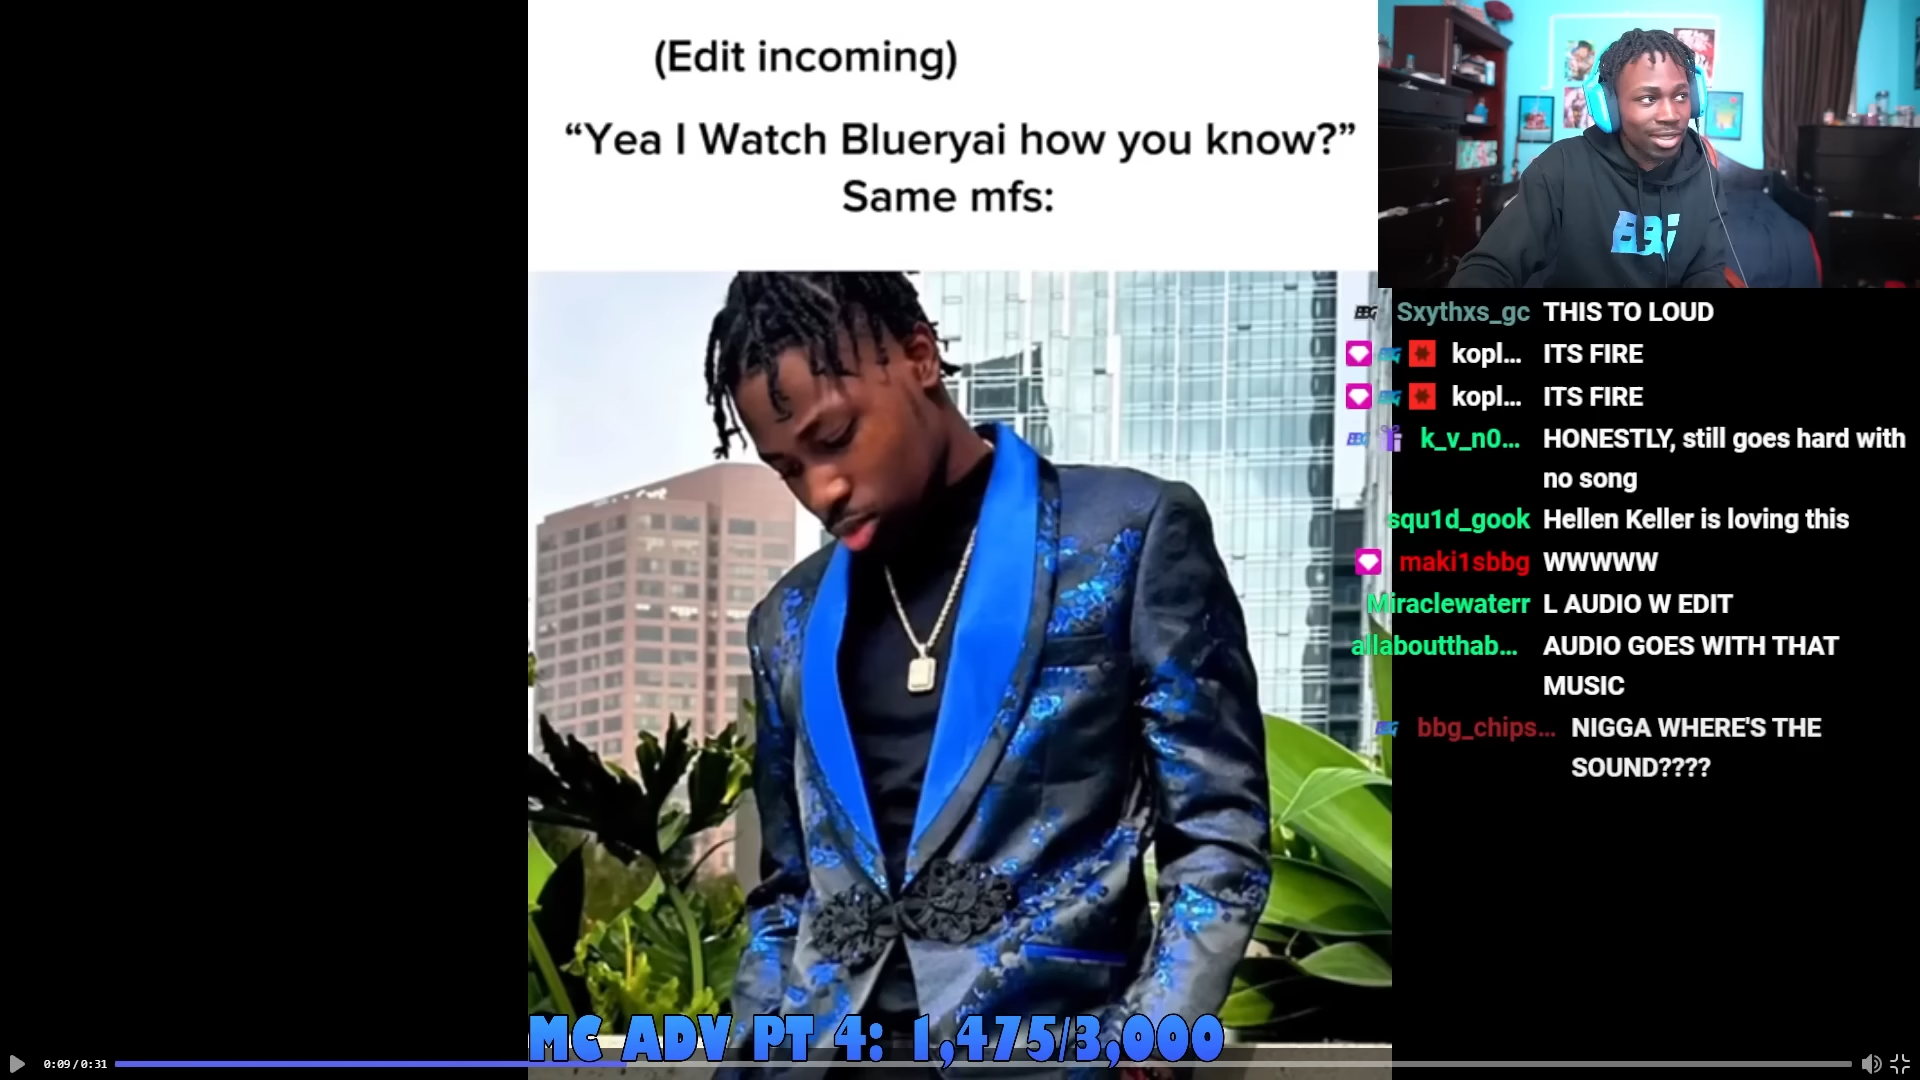 (Edit incoming)
“Yea I Watch Blueryai how you know?”
Same mfs:
Sxythxs_gc THIS TO LOUD
kopl... ITS FIRE
kopl... ITS FIRE
k_v_n0... HONESTLY, still goes hard with
no song
squ1d_gook Hellen Keller is loving this
maki1sbbg WWWWW
Miraclewaterr L AUDIO W EDIT
allaboutthab... AUDIO GOES WITH THAT
MUSIC
bbg_chips... NIGGA WHERE'S THE
SOUND????
MC ADV PT 4: 1,475/3,000
0:09/0:31